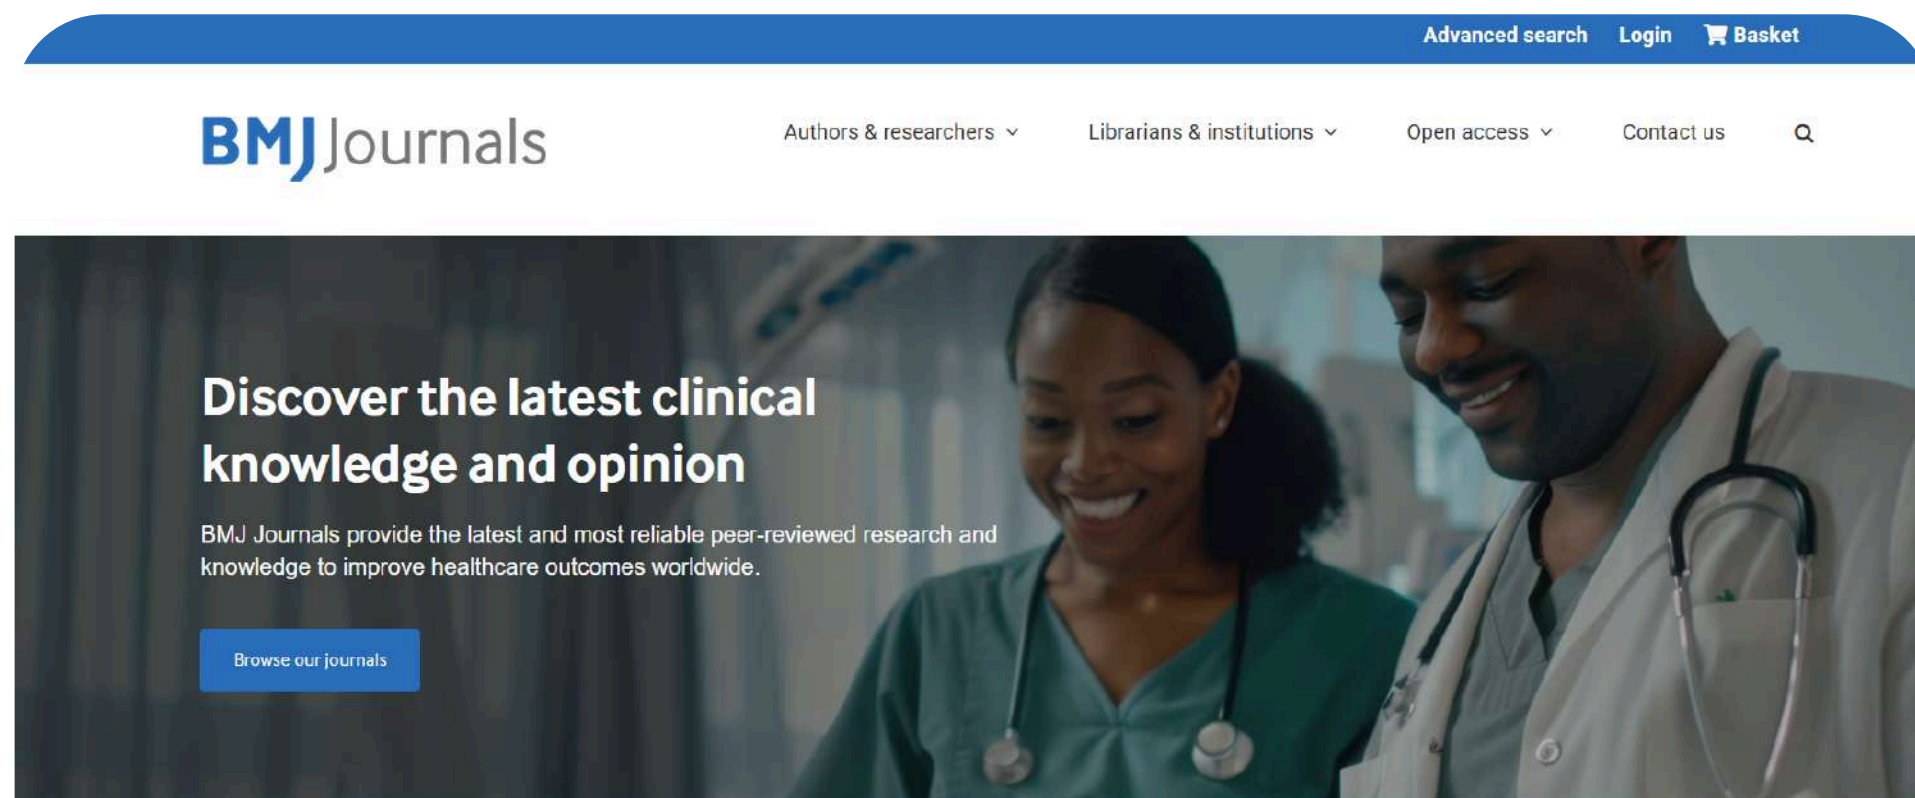 Advanced search Login Basket
BMJ Journals
Authors & researchers Librarians & institutions Open access Contact us
Discover the latest clinical
knowledge and opinion
BMJ Journals provide the latest and most reliable peer-reviewed research and
knowledge to improve healthcare outcomes worldwide.
Browse our journals